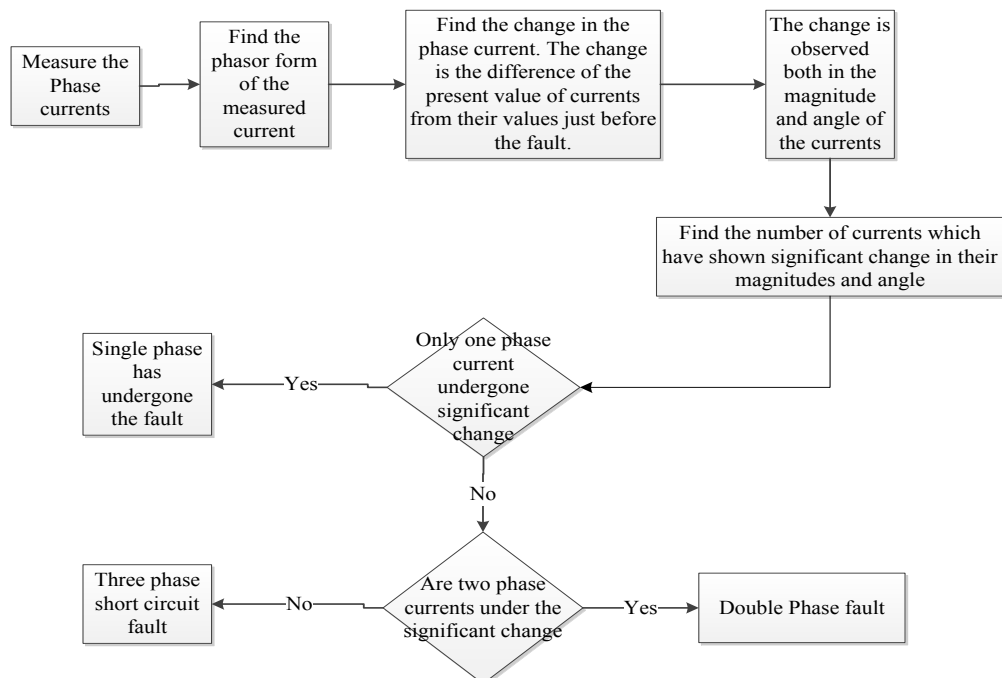 Measure the
Phase
currents
Find the
phasor form
of the
measured
current
Find the change in the
phase current. The change
is the difference of the
present value of currents
from their values just before
the fault.
The change is
observed
both in the
magnitude
and angle of
the currents
Find the number of currents which
have shown significant change in their
magnitudes and angle
Only one phase
current
undergone
significant
change
Yes
Single phase
has
undergone
the fault
No
Are two phase
currents under the
significant change
No
Three phase
short circuit
fault
Yes
Double Phase fault